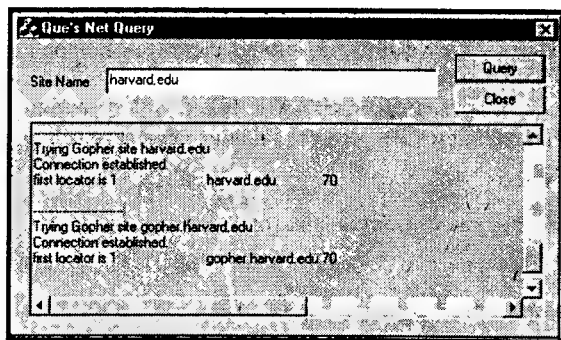 Que's Net Query
Site Name harvard.edu
Query
Close
Trying Gopher site harvard.edu
Connection established.
first locator is 1 harvard.edu 70
Trying Gopher site gopher.harvard.edu
Connection established.
first locator is 1 gopher.harvard.edu 70